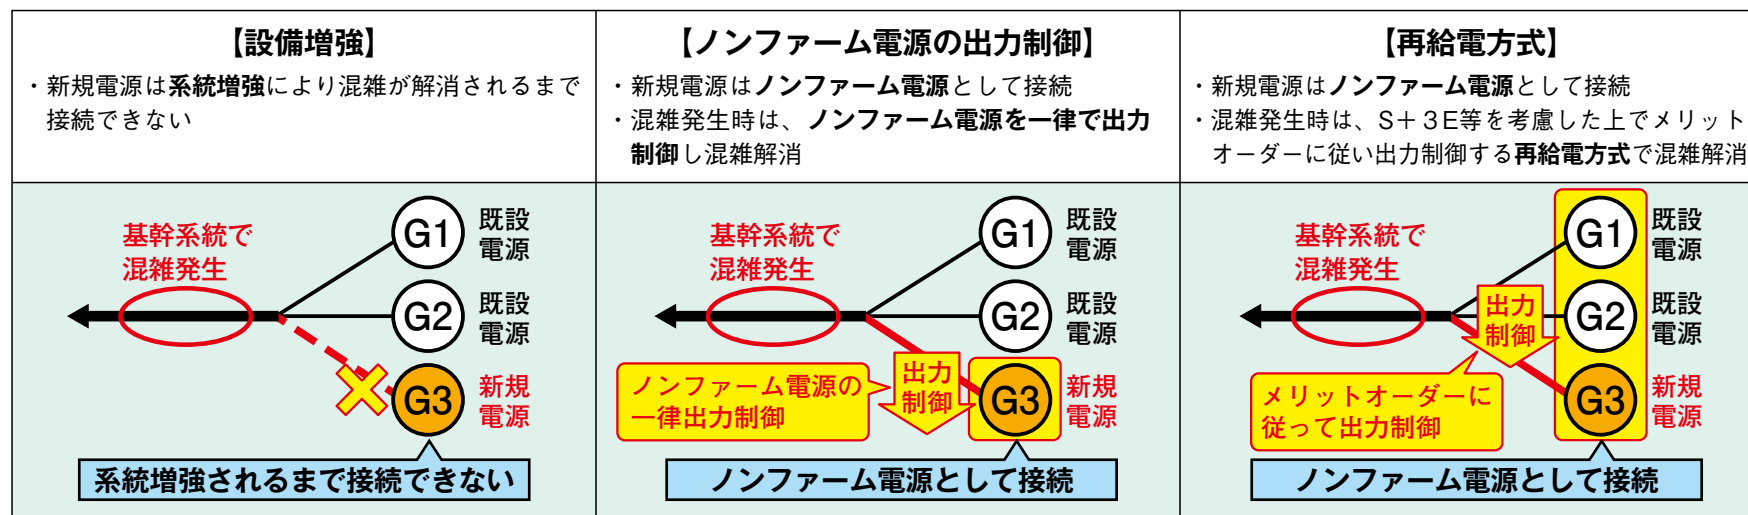 【設備増強】
・新規電源は系統増強により混雑が解消されるまで
接続できない
基幹系統で
混雑発生
G1
既設
電源
G2
既設
電源
G3
新規
電源
系統増強されるまで接続できない
【ノンファーム電源の出力制御】
・新規電源はノンファーム電源として接続
・混雑発生時は、ノンファーム電源を一律で出力
制御し混雑解消
基幹系統で
混雑発生
G1
既設
電源
G2
既設
電源
ノンファーム電源の
一律出力制御
出力
制御
G3
新規
電源
ノンファーム電源として接続
【再給電方式】
・新規電源はノンファーム電源として接続
・混雑発生時は、S＋3E等を考慮した上でメリット
オーダーに従い出力制御する再給電方式で混雑解消
基幹系統で
混雑発生
G1
既設
電源
出力
制御
G2
既設
電源
メリットオーダーに
従って出力制御
G3
新規
電源
ノンファーム電源として接続